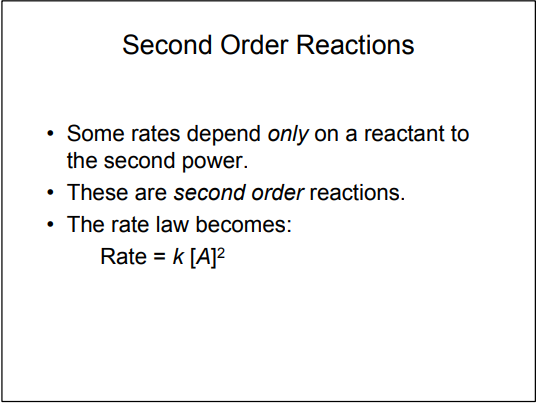 Second Order Reactions
• Some rates depend only on a reactant to
the second power.
• These are second order reactions.
• The rate law becomes:
Rate = k [A]²